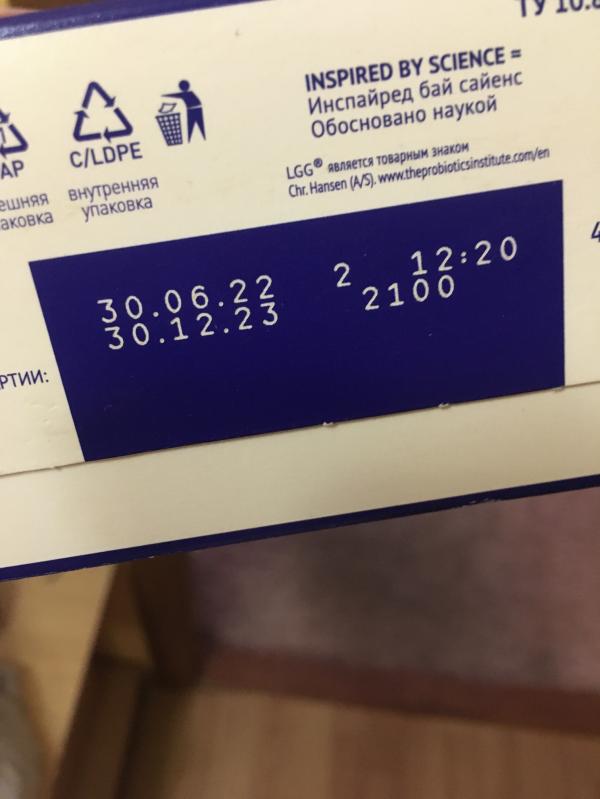 ТУ 10.
INSPIRED BY SCIENCE =
Инспайред бай сайенс
Обосновано наукой
C/LDPE
внутренняя
упаковка
LGG® является товарным знаком
Chr. Hansen (A/S). www.theprobioticsinstitute.com/en
30.06.22 2 12:20
30.12.23 2100